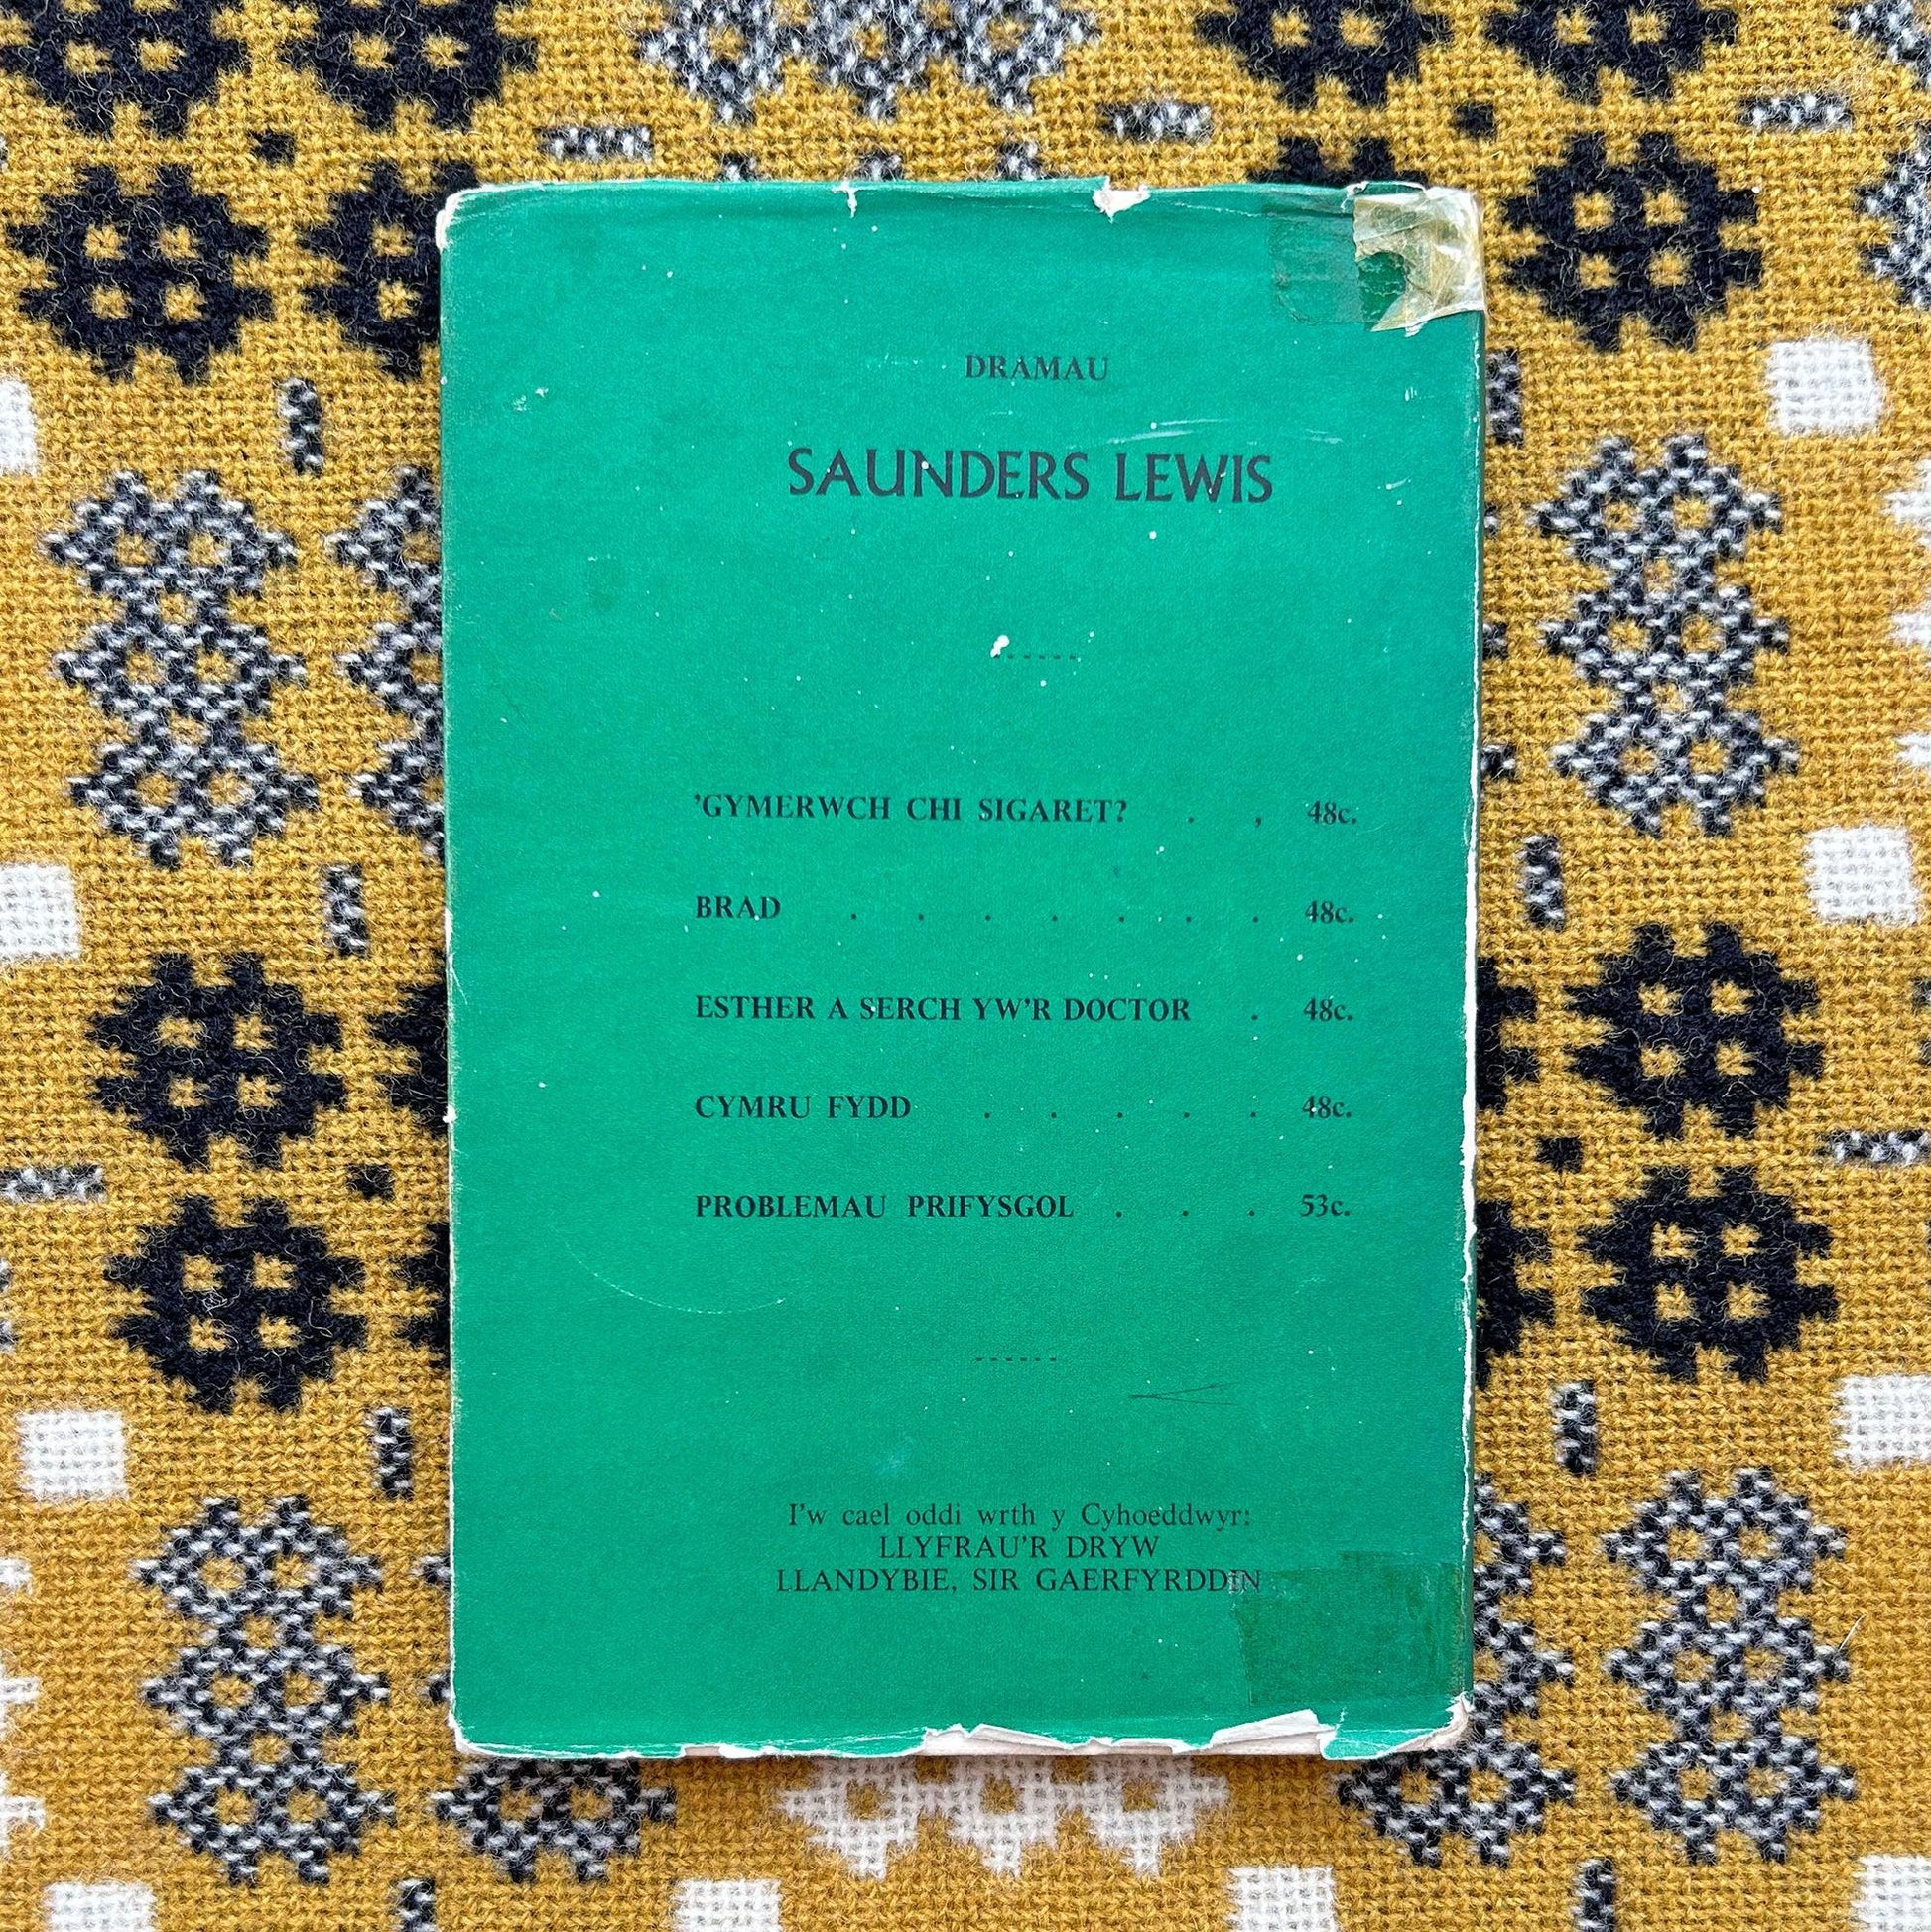 DRAMAU
SAUNDERS LEWIS
------
'GYMERWCH CHI SIGARET? . , 48c.
BRAD . . . . . . . 48c.
ESTHER A SERCH YW'R DOCTOR . 48c.
CYMRU FYDD . . . . . 48c.
PROBLEMAU PRIFYSGOL . . . 53c.
------
I'w cael oddi wrth y Cyhoeddwyr:
LLYFRAU'R DRYW
LLANDYBIE, SIR GAERFYRDDIN